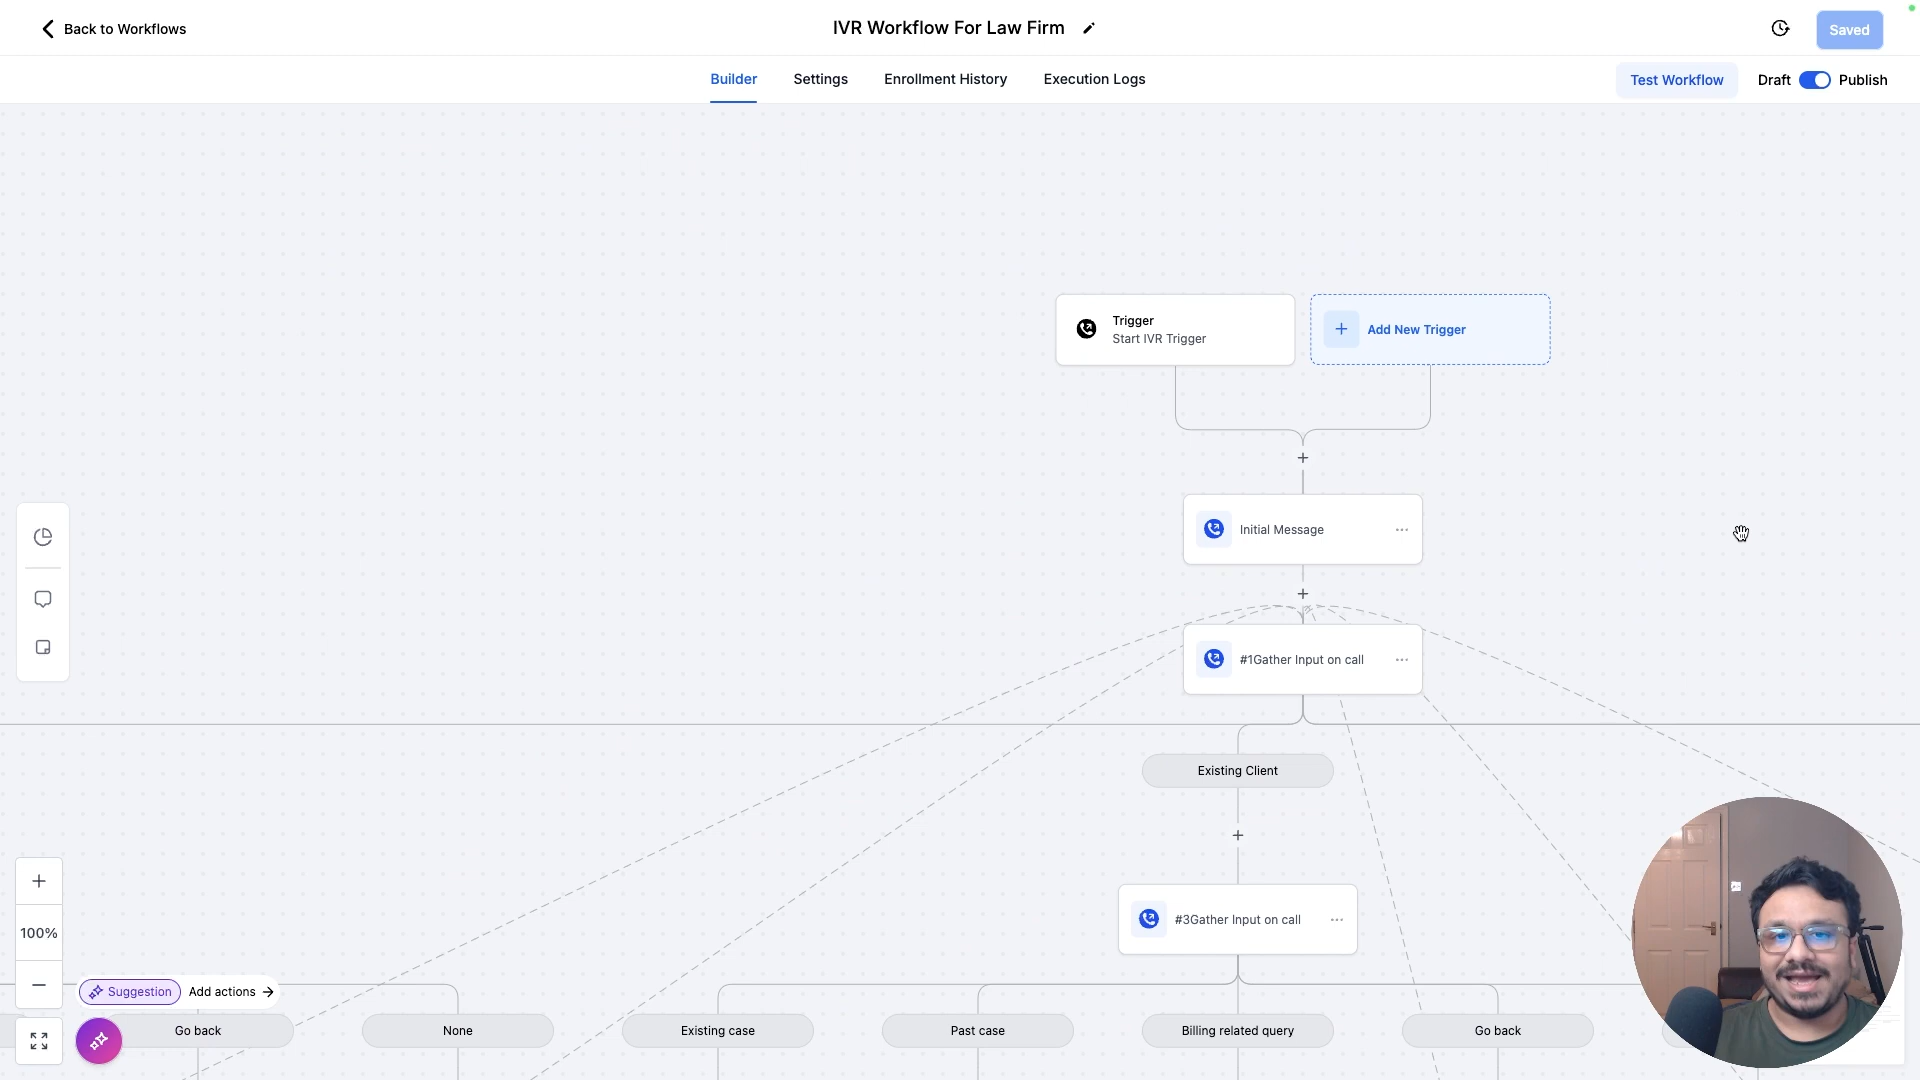 Back to Workflows
IVR Workflow For Law Firm
Saved
Builder
Settings
Enrollment History
Execution Logs
Test Workflow
Draft
Publish
Trigger
Start IVR Trigger
Add New Trigger
Initial Message
#1Gather Input on call
Existing Client
#3Gather Input on call
100%
Suggestion
Add actions
Go back
None
Existing case
Past case
Billing related query
Go back